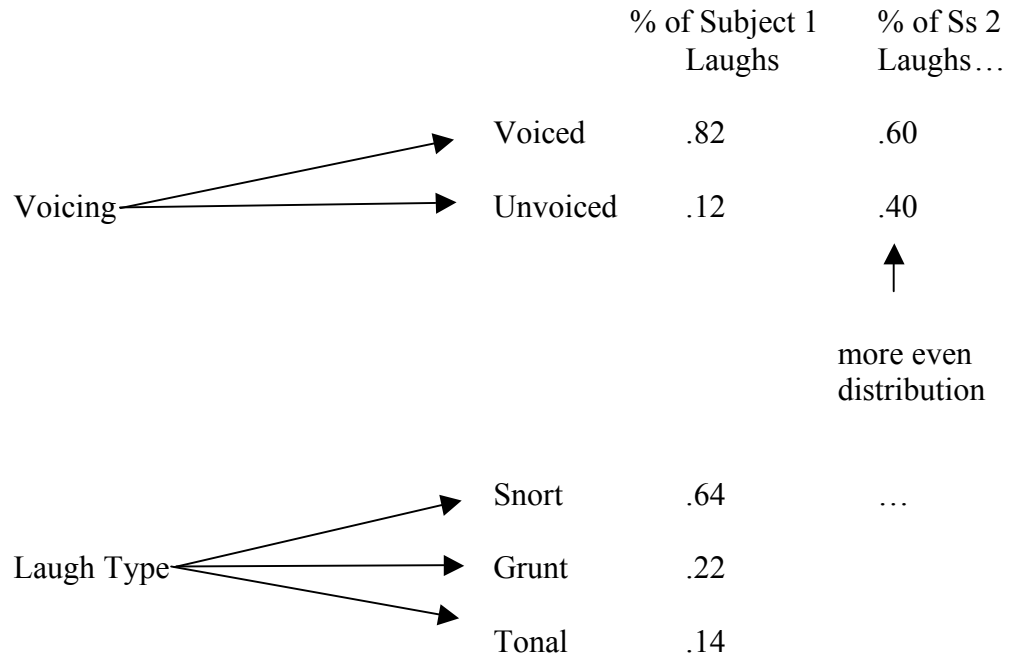 % of Subject 1 % of Ss 2
Laughs Laughs…
Voiced .82 .60
Voicing Unvoiced .12 .40
more even
distribution
Snort .64 …
Laugh Type Grunt .22
Tonal .14